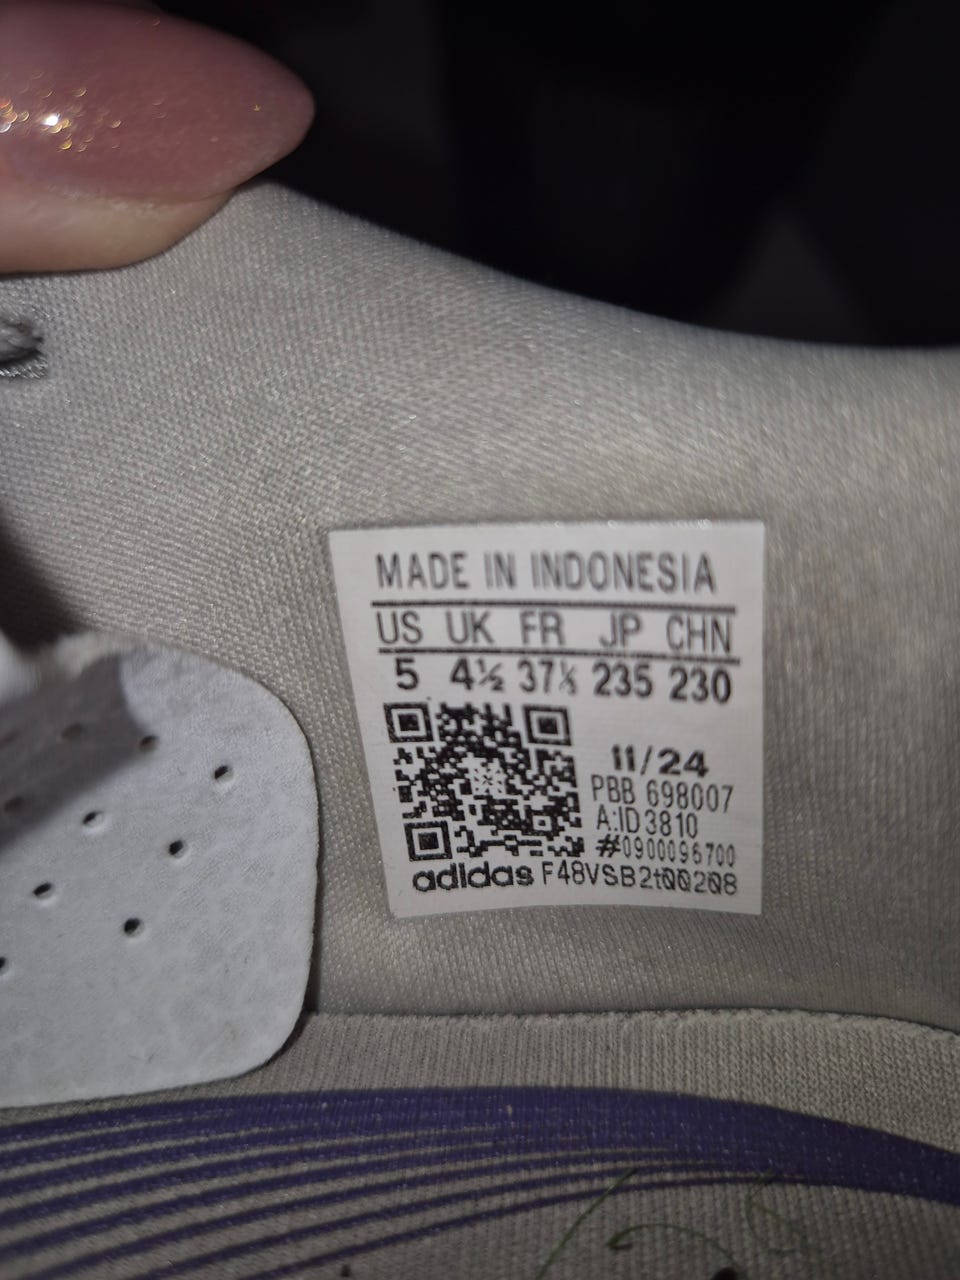 MADE IN INDONESIA
US UK FR JP CHN
5 4½ 37⅓ 235 230
11/24
PBB 698007
A:ID3810
#0900096700
adidas F48VSB2t00208